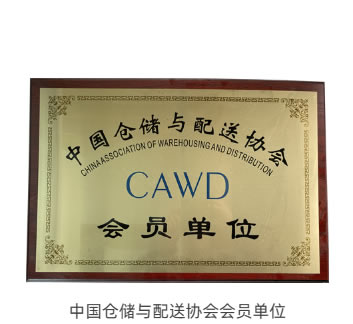 中国仓储与配送协会
CHINA ASSOCIATION OF WAREHOUSING AND DISTRIBUTION
CAWD
会员单位
中国仓储与配送协会会员单位